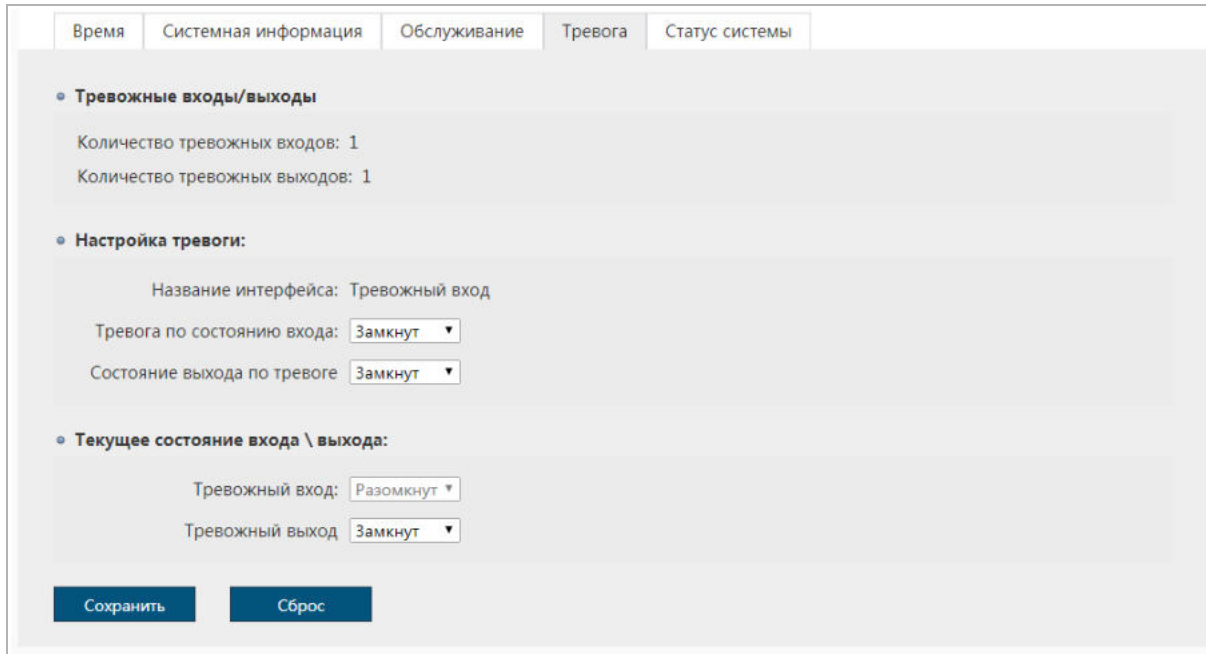 Время Системная информация Обслуживание Тревога Статус системы
Тревожные входы/выходы
Количество тревожных входов: 1
Количество тревожных выходов: 1
Настройка тревоги:
Название интерфейса: Тревожный вход
Тревога по состоянию входа: Замкнут
Состояние выхода по тревоге Замкнут
Текущее состояние входа \ выхода:
Тревожный вход: Разомкнут
Тревожный выход Замкнут
Сохранить Сброс